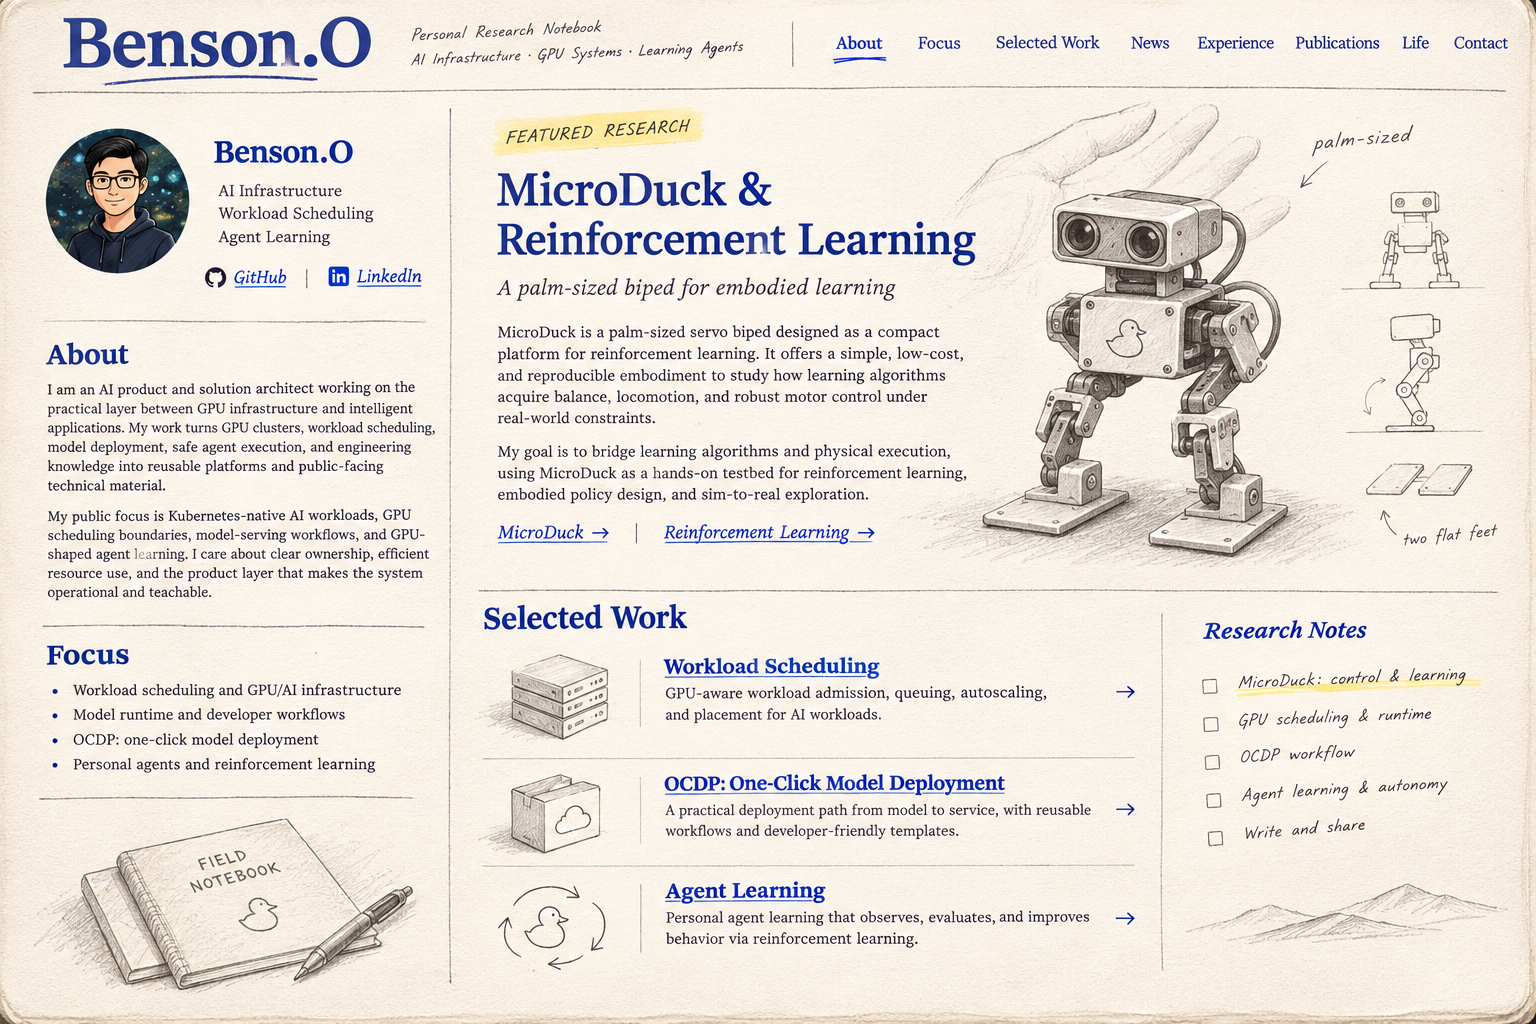 Benson.O
Personal Research Notebook
AI Infrastructure · GPU Systems · Learning Agents
About
Focus
Selected Work
News
Experience
Publications
Life
Contact
Benson.O
AI Infrastructure
Workload Scheduling
Agent Learning
GitHub
in LinkedIn
About
I am an AI product and solution architect working on the
practical layer between GPU infrastructure and intelligent
applications. My work turns GPU clusters, workload scheduling,
model deployment, safe agent execution, and engineering
knowledge into reusable platforms and public-facing
technical material.
My public focus is Kubernetes-native AI workloads, GPU
scheduling boundaries, model-serving workflows, and GPU-
shaped agent learning. I care about clear ownership, efficient
resource use, and the product layer that makes the system
operational and teachable.
Focus
• Workload scheduling and GPU/AI infrastructure
• Model runtime and developer workflows
• OCDP: one-click model deployment
• Personal agents and reinforcement learning
FIELD
NOTEBOOK
FEATURED RESEARCH
MicroDuck &
Reinforcement Learning
A palm-sized biped for embodied learning
MicroDuck is a palm-sized servo biped designed as a compact
platform for reinforcement learning. It offers a simple, low-cost,
and reproducible embodiment to study how learning algorithms
acquire balance, locomotion, and robust motor control under
real-world constraints.
My goal is to bridge learning algorithms and physical execution,
using MicroDuck as a hands-on testbed for reinforcement learning,
embodied policy design, and sim-to-real exploration.
MicroDuck →
Reinforcement Learning →
palm-sized
two flat feet
Selected Work
Workload Scheduling
GPU-aware workload admission, queuing, autoscaling,
and placement for AI workloads.
→
OCDP: One-Click Model Deployment
A practical deployment path from model to service, with reusable
workflows and developer-friendly templates.
→
Agent Learning
Personal agent learning that observes, evaluates, and improves
behavior via reinforcement learning.
→
Research Notes
MicroDuck: control & learning
GPU scheduling & runtime
OCDP workflow
Agent learning & autonomy
Write and share